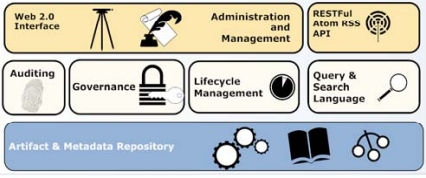 Web 2.0
Interface
Administration
and
Management
RESTFul
Atom RSS
API
Auditing
Governance
Lifecycle
Management
Query &
Search
Language
Artifact & Metadata Repository